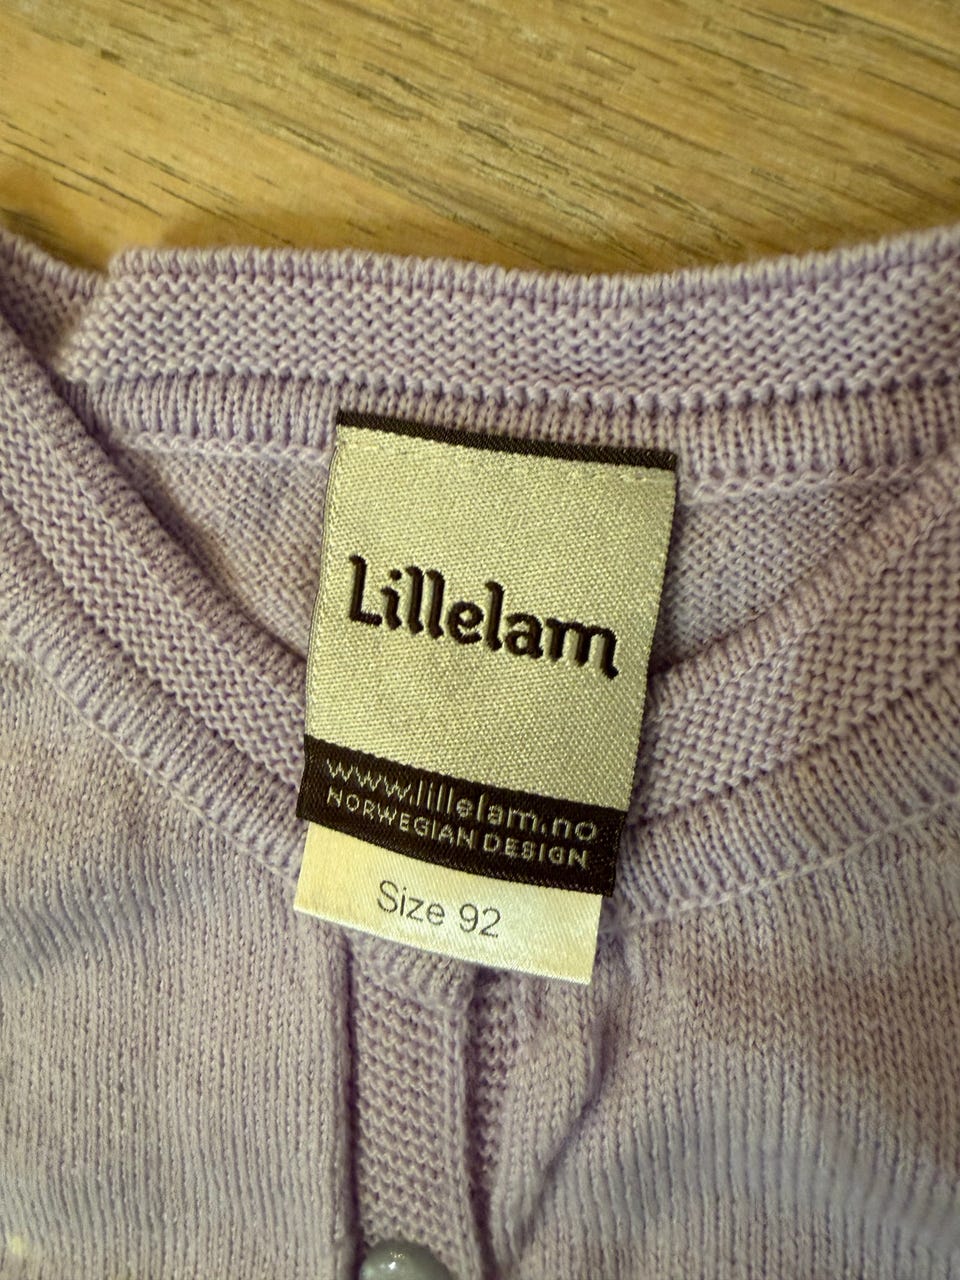 Lillelam
www.lillelam.no
NORWEGIAN DESIGN
Size 92